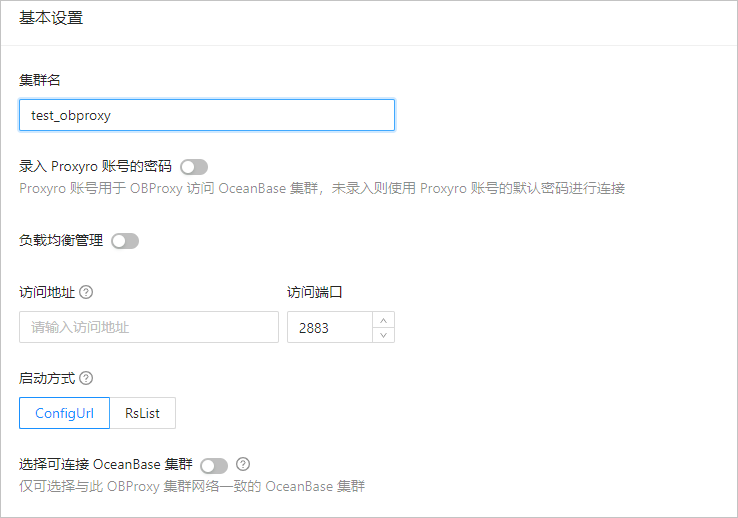 基本设置
集群名
test_obproxy
录入 Proxyro 账号的密码
Proxyro 账号用于 OBProxy 访问 OceanBase 集群，未录入则使用 Proxyro 账号的默认密码进行连接
负载均衡管理
访问地址 访问端口
请输入访问地址 2883
启动方式
ConfigUrl RsList
选择可连接 OceanBase 集群
仅可选择与此 OBProxy 集群网络一致的 OceanBase 集群